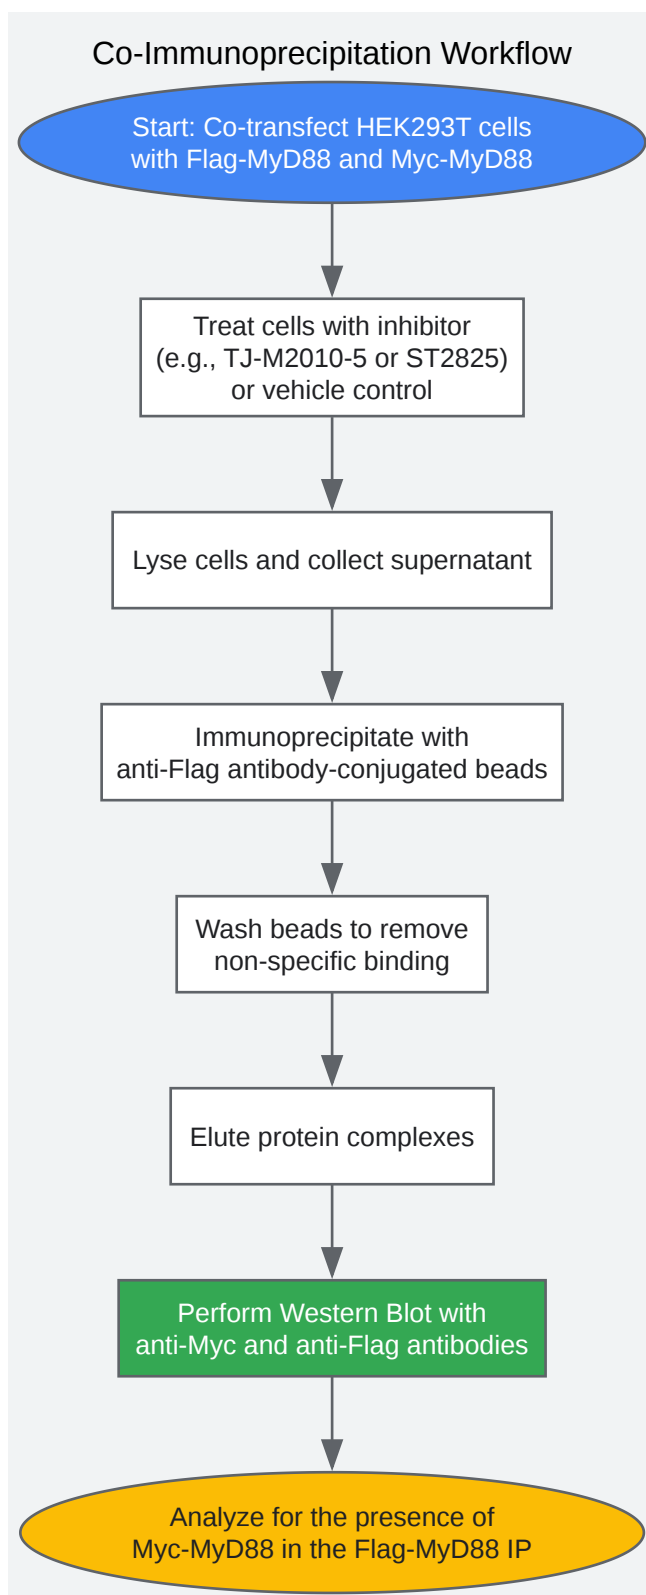 Co-Immunoprecipitation Workflow
Start: Co-transfect HEK293T cells
with Flag-MyD88 and Myc-MyD88
Treat cells with inhibitor
(e.g., TJ-M2010-5 or ST2825)
or vehicle control
Lyse cells and collect supernatant
Immunoprecipitate with
anti-Flag antibody-conjugated beads
Wash beads to remove
non-specific binding
Elute protein complexes
Perform Western Blot with
anti-Myc and anti-Flag antibodies
Analyze for the presence of
Myc-MyD88 in the Flag-MyD88 IP